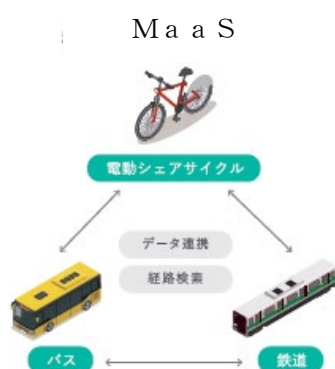 ＭａａＳ
電動シェアサイクル
データ連携
経路検索
バス
鉄道